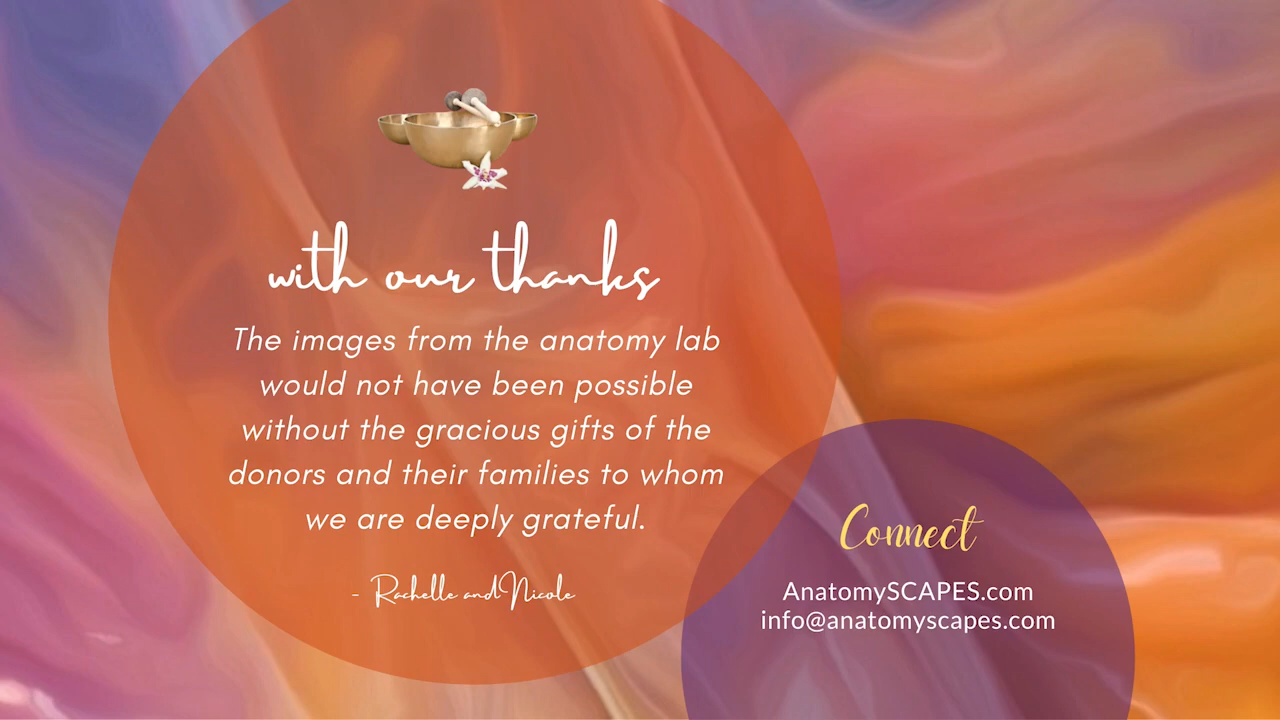 with our thanks
The images from the anatomy lab
would not have been possible
without the gracious gifts of the
donors and their families to whom
we are deeply grateful.
- Rachelle and Nicole
Connect
AnatomySCAPES.com
info@anatomyscapes.com